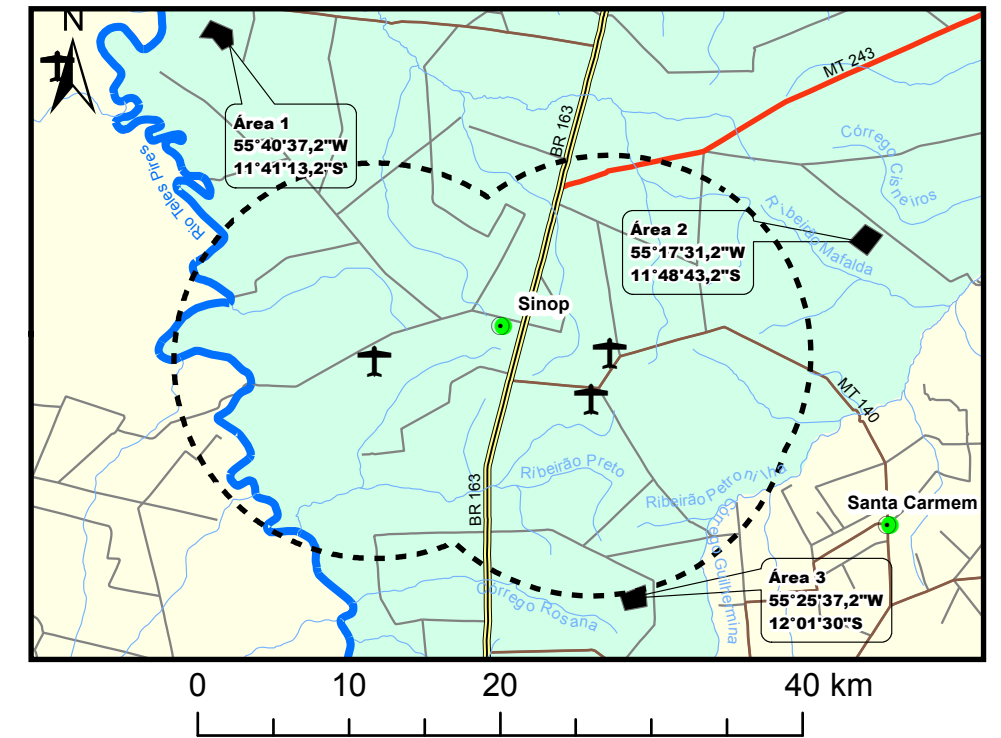 N
Área 1
55°40'37,2"W
11°41'13,2"S
Rio Teles Pires
BR 163
MT 243
Córrego Cisneiros
Ribeirão Mafalda
Área 2
55°17'31,2"W
11°48'43,2"S
Sinop
MT 140
Ribeirão Preto
Ribeirão Petronilha
BR 163
Santa Carmem
Córrego Guilhermina
Córrego Rosana
Área 3
55°25'37,2"W
12°01'30"S
0 10 20 40 km